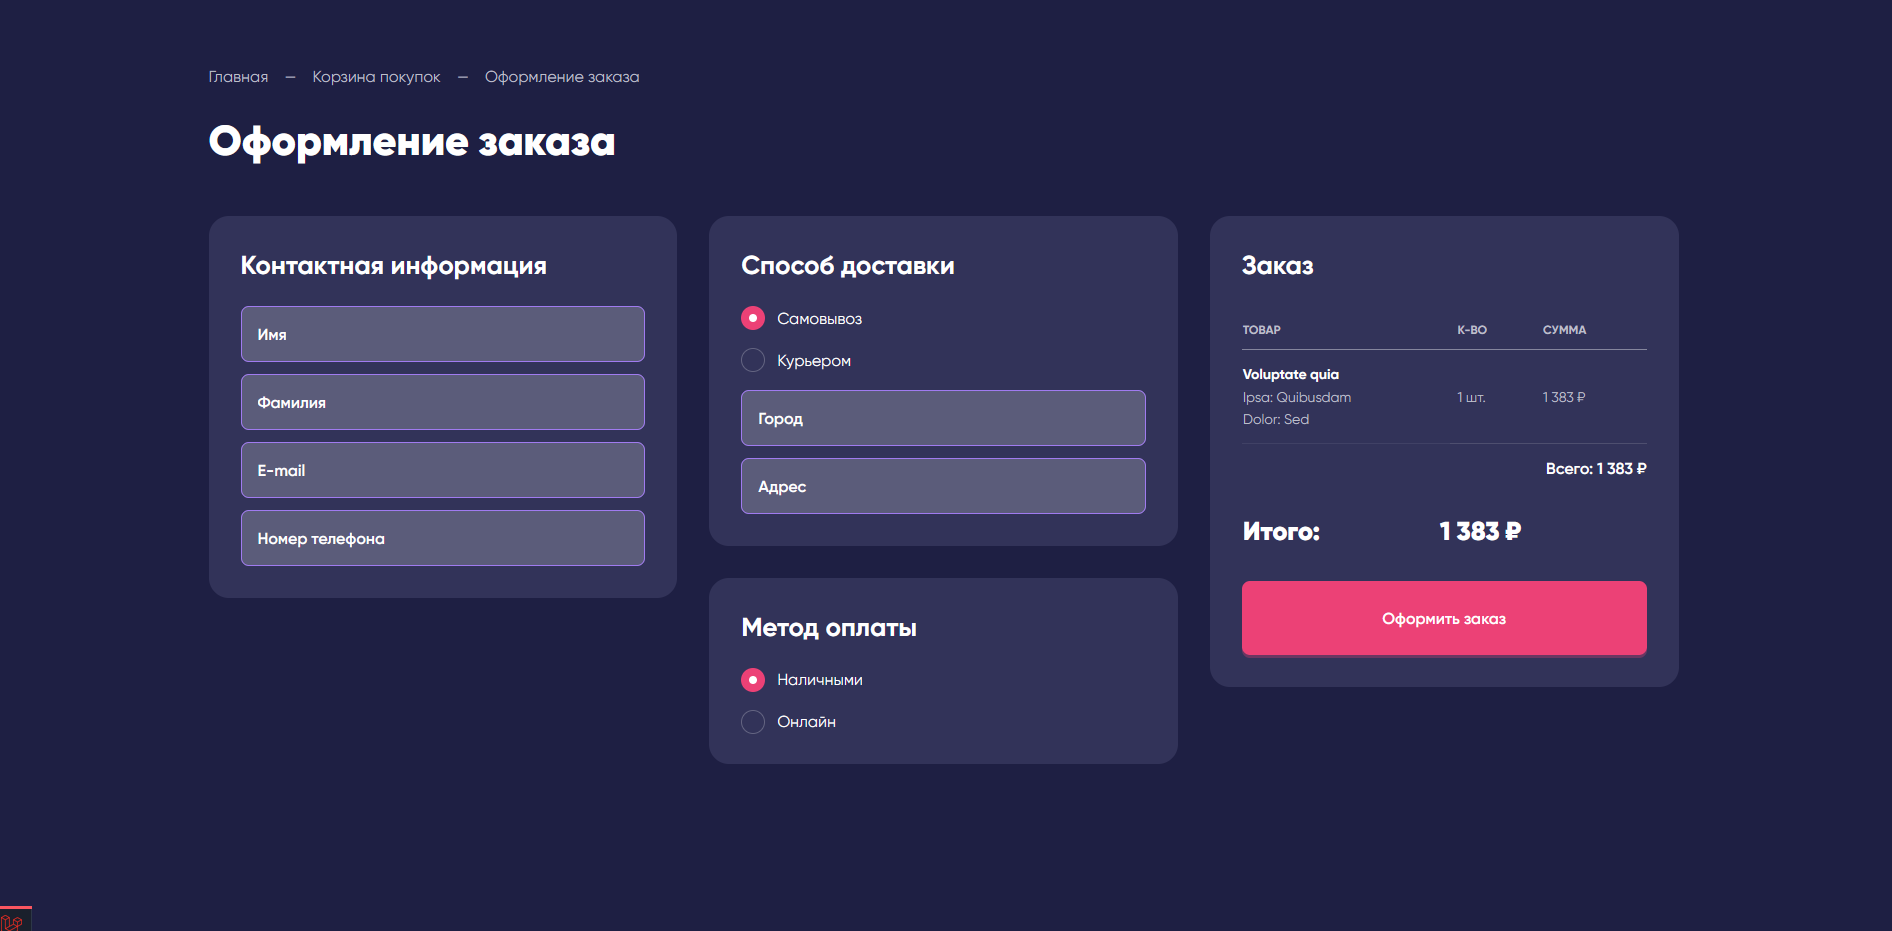 Главная — Корзина покупок — Оформление заказа
Оформление заказа
Контактная информация
Имя
Фамилия
E-mail
Номер телефона
Способ доставки
Самовывоз
Курьером
Город
Адрес
Метод оплаты
Наличными
Онлайн
Заказ
ТОВАР К-ВО СУММА
Voluptate quia
Ipsa: Quibusdam 1 шт. 1 383 ₽
Dolor: Sed
Всего: 1 383 ₽
Итого: 1 383 ₽
Оформить заказ